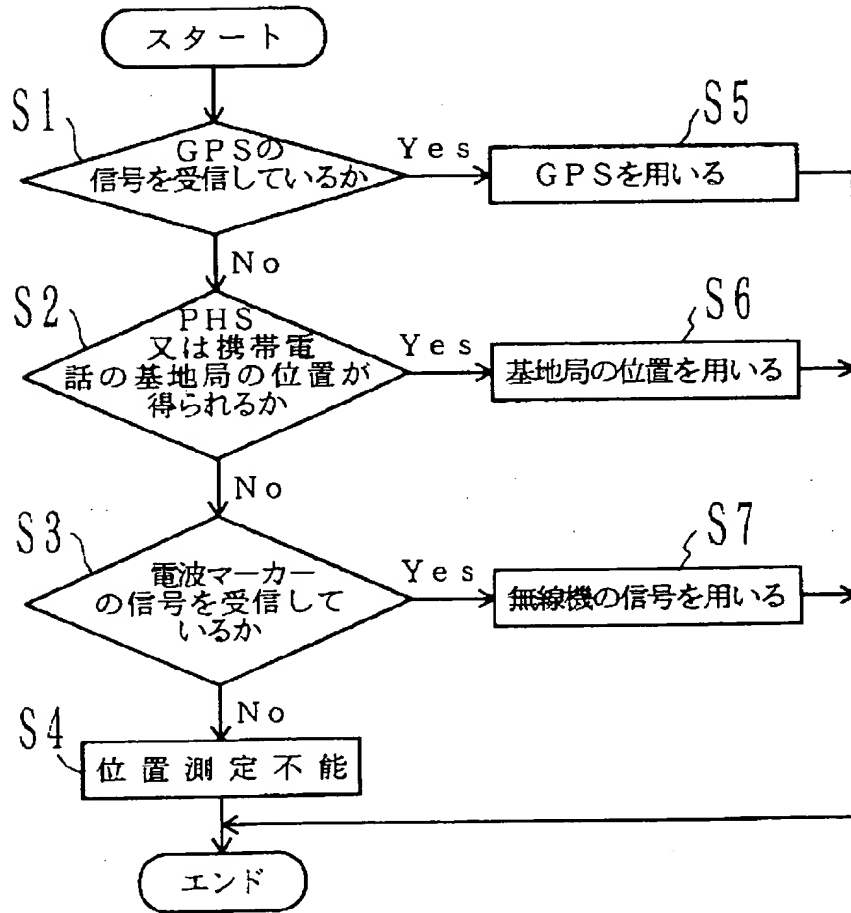 スタート
S1
GPSの
信号を受信しているか
Yes
S5
GPSを用いる
No
S2
PHS
又は携帯電
話の基地局の位置が
得られるか
Yes
S6
基地局の位置を用いる
No
S3
電波マーカー
の信号を受信して
いるか
Yes
S7
無線機の信号を用いる
No
S4
位置測定不能
エンド